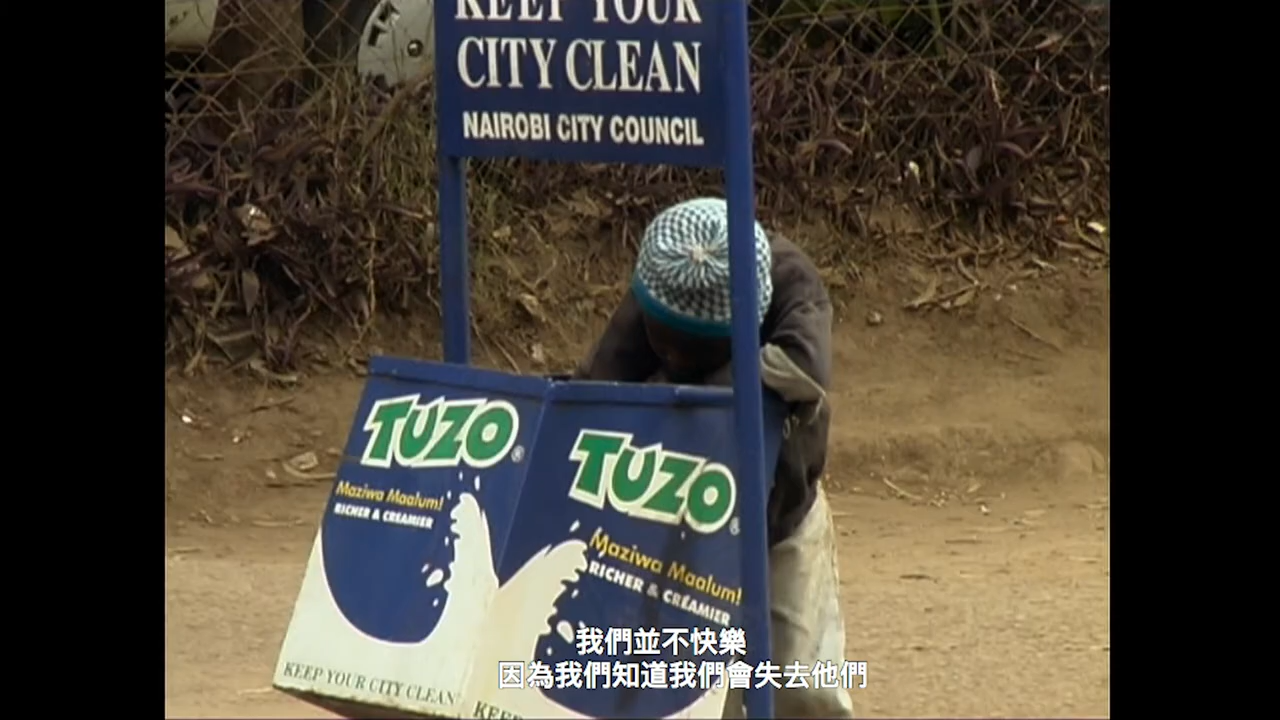 KEEP YOUR
CITY CLEAN
NAIROBI CITY COUNCIL
TUZO®
Maziwa Maalum!
RICHER & CREAMIER
KEEP YOUR CITY CLEAN
TUZO®
Maziwa Maalum!
RICHER & CREAMIER
KEEP
我們並不快樂
因為我們知道我們會失去他們